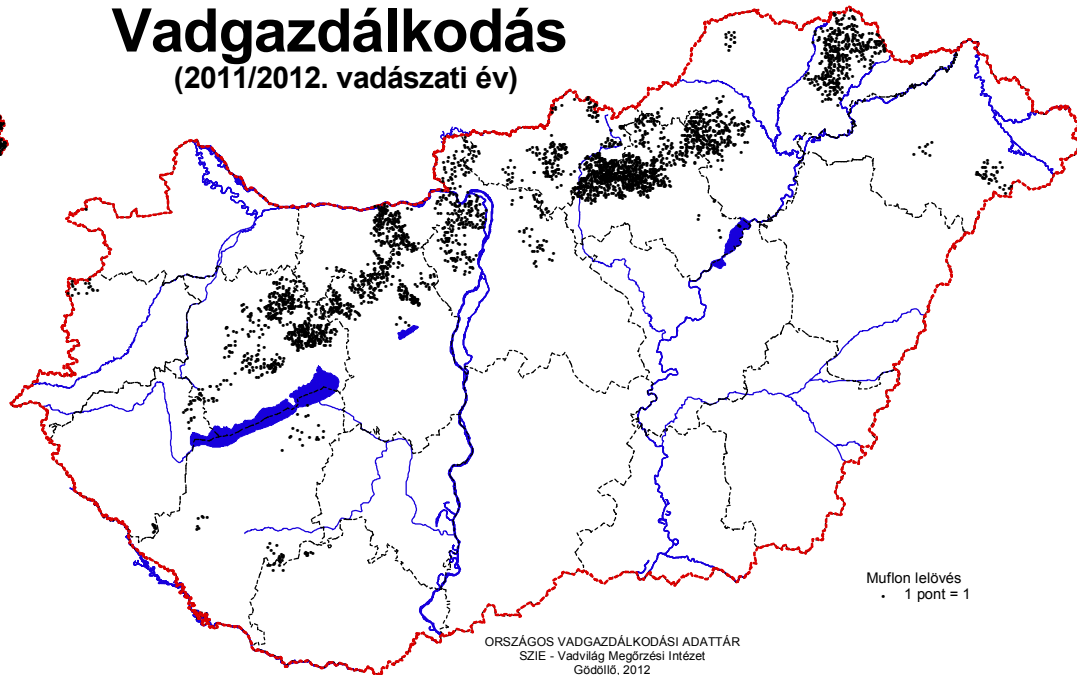 Vadgazdálkodás
(2011/2012. vadászati év)
Muflon lelövés
1 pont = 1
ORSZÁGOS VADGAZDÁLKODÁSI ADATTÁR
SZIE - Vadvilág Megőrzési Intézet
Gödöllő, 2012